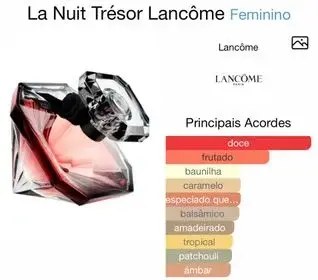 La Nuit Trésor Lancôme Feminino
Lancôme
LANCÔME
PARIS
Principais Acordes
doce
frutado
baunilha
caramelo
especiado que...
balsâmico
amadeirado
tropical
patchouli
âmbar